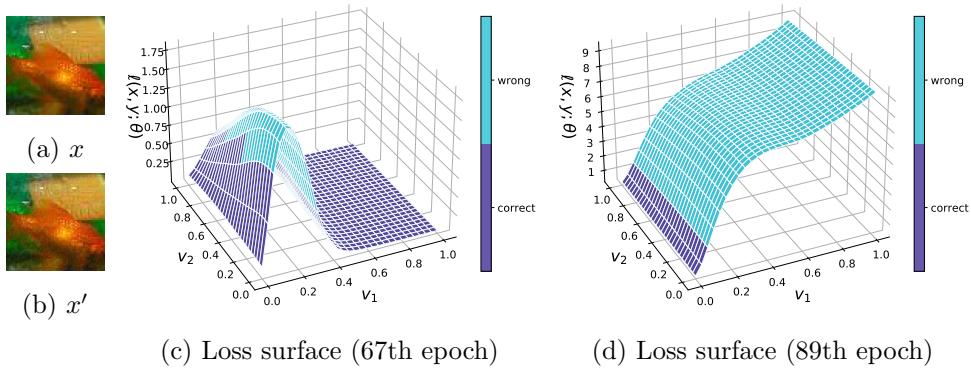 (a) x
(b) x′
1.75
1.50
1.25
1.00
0.75
0.50
0.25
ℓ(x, y; θ)
1.0
0.8
0.6
0.4
0.2
0.0
v₂
0.0
0.2
0.4
0.6
0.8
1.0
v₁
wrong
correct
(c) Loss surface (67th epoch)
9
8
7
6
5
4
3
2
1
ℓ(x, y; θ)
1.0
0.8
0.6
0.4
0.2
0.0
v₂
0.0
0.2
0.4
0.6
0.8
1.0
v₁
wrong
correct
(d) Loss surface (89th epoch)